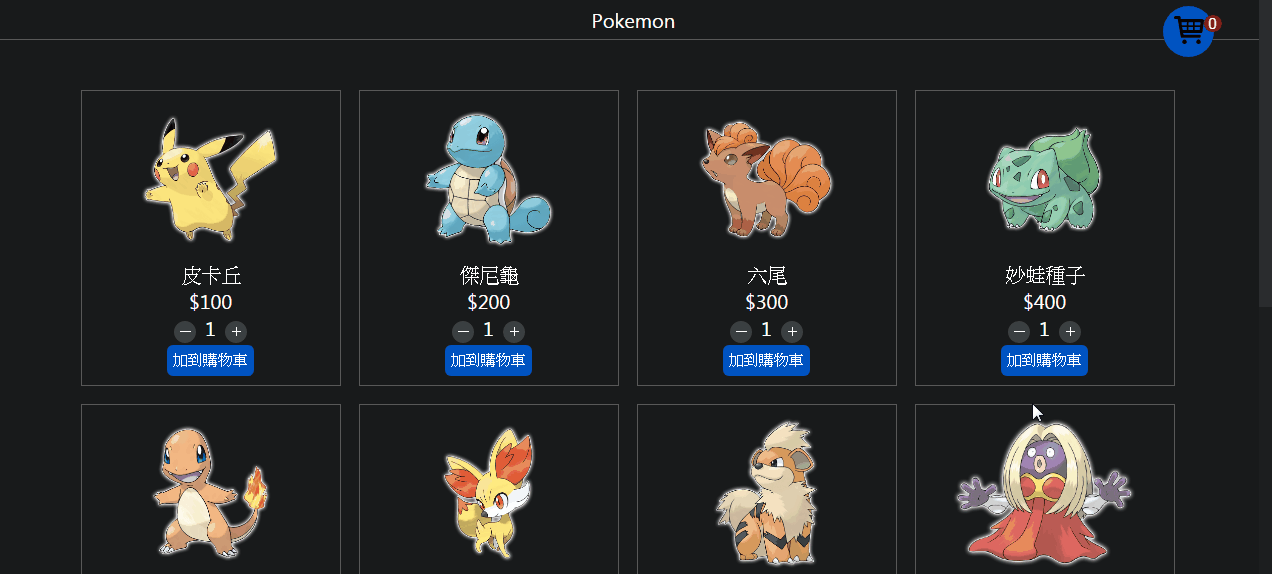 Pokemon
0
皮卡丘
$100
− 1 +
加到購物車
傑尼龜
$200
− 1 +
加到購物車
六尾
$300
− 1 +
加到購物車
妙蛙種子
$400
− 1 +
加到購物車